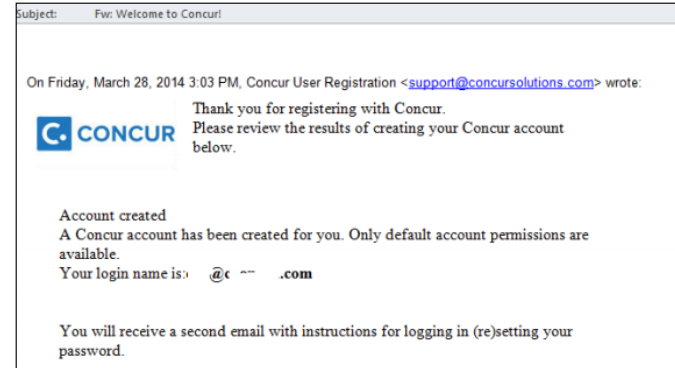 Subject: Fw: Welcome to Concur!
On Friday, March 28, 2014 3:03 PM, Concur User Registration <support@concursolutions.com> wrote:
C. CONCUR
Thank you for registering with Concur.
Please review the results of creating your Concur account
below.
Account created
A Concur account has been created for you. Only default account permissions are
available.
Your login name is: @ .com
You will receive a second email with instructions for logging in (re)setting your
password.